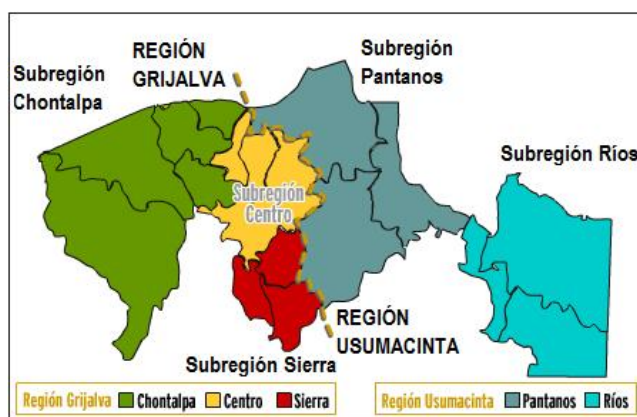 REGIÓN
GRIJALVA
Subregión
Pantanos
Subregión
Chontalpa
Subregión Ríos
Subregión
Centro
REGIÓN
USUMACINTA
Subregión Sierra
Región Grijalva Chontalpa Centro Sierra
Región Usumacinta Pantanos Ríos